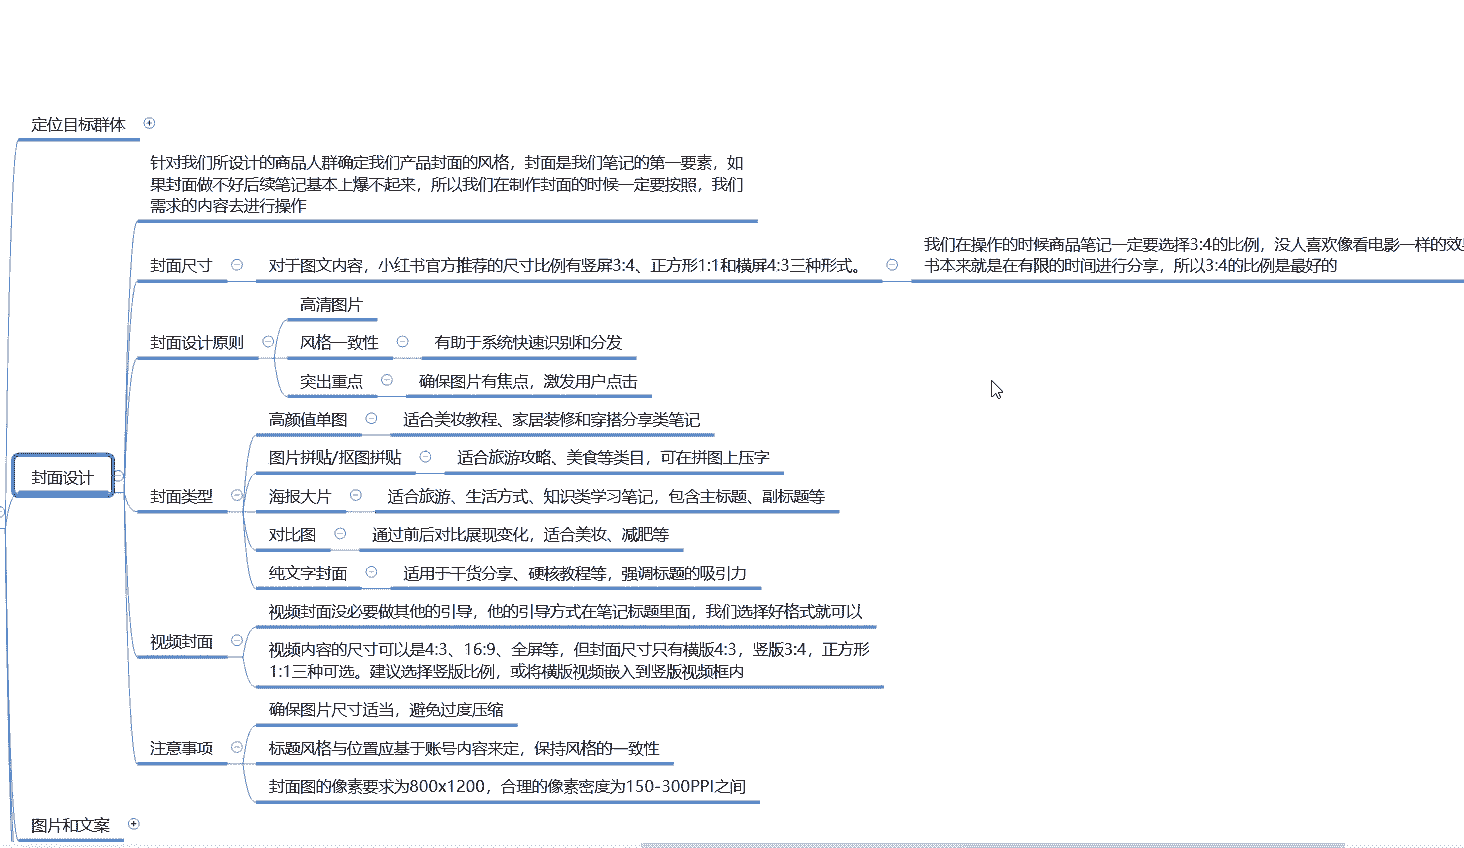 定位目标群体
针对我们所设计的商品人群确定我们产品封面的风格，封面是我们笔记的第一要素，如
果封面做不好后续笔记基本上爆不起来，所以我们在制作封面的时候一定要按照，我们
需求的内容去进行操作
我们在操作的时候商品笔记一定要选择3:4的比例，没人喜欢像看电影一样的效
封面尺寸
对于图文内容，小红书官方推荐的尺寸比例有竖屏3:4、正方形1:1和横屏4:3三种形式。
书本来就是在有限的时间进行分享，所以3:4的比例是最好的
高清图片
封面设计原则
风格一致性
有助于系统快速识别和分发
突出重点
确保图片有焦点，激发用户点击
高颜值单图
适合美妆教程、家居装修和穿搭分享类笔记
图片拼贴/抠图拼贴
适合旅游攻略、美食等类目，可在拼图上压字
封面设计
封面类型
海报大片
适合旅游、生活方式、知识类学习笔记，包含主标题、副标题等
对比图
通过前后对比展现变化，适合美妆、减肥等
纯文字封面
适用于干货分享、硬核教程等，强调标题的吸引力
视频封面没必要做其他的引导，他的引导方式在笔记标题里面，我们选择好格式就可以
视频封面
视频内容的尺寸可以是4:3、16:9、全屏等，但封面尺寸只有横版4:3，竖版3:4，正方形
1:1三种可选。建议选择竖版比例，或将横版视频嵌入到竖版视频框内
确保图片尺寸适当，避免过度压缩
注意事项
标题风格与位置应基于账号内容来定，保持风格的一致性
封面图的像素要求为800x1200，合理的像素密度为150-300PPI之间
图片和文案